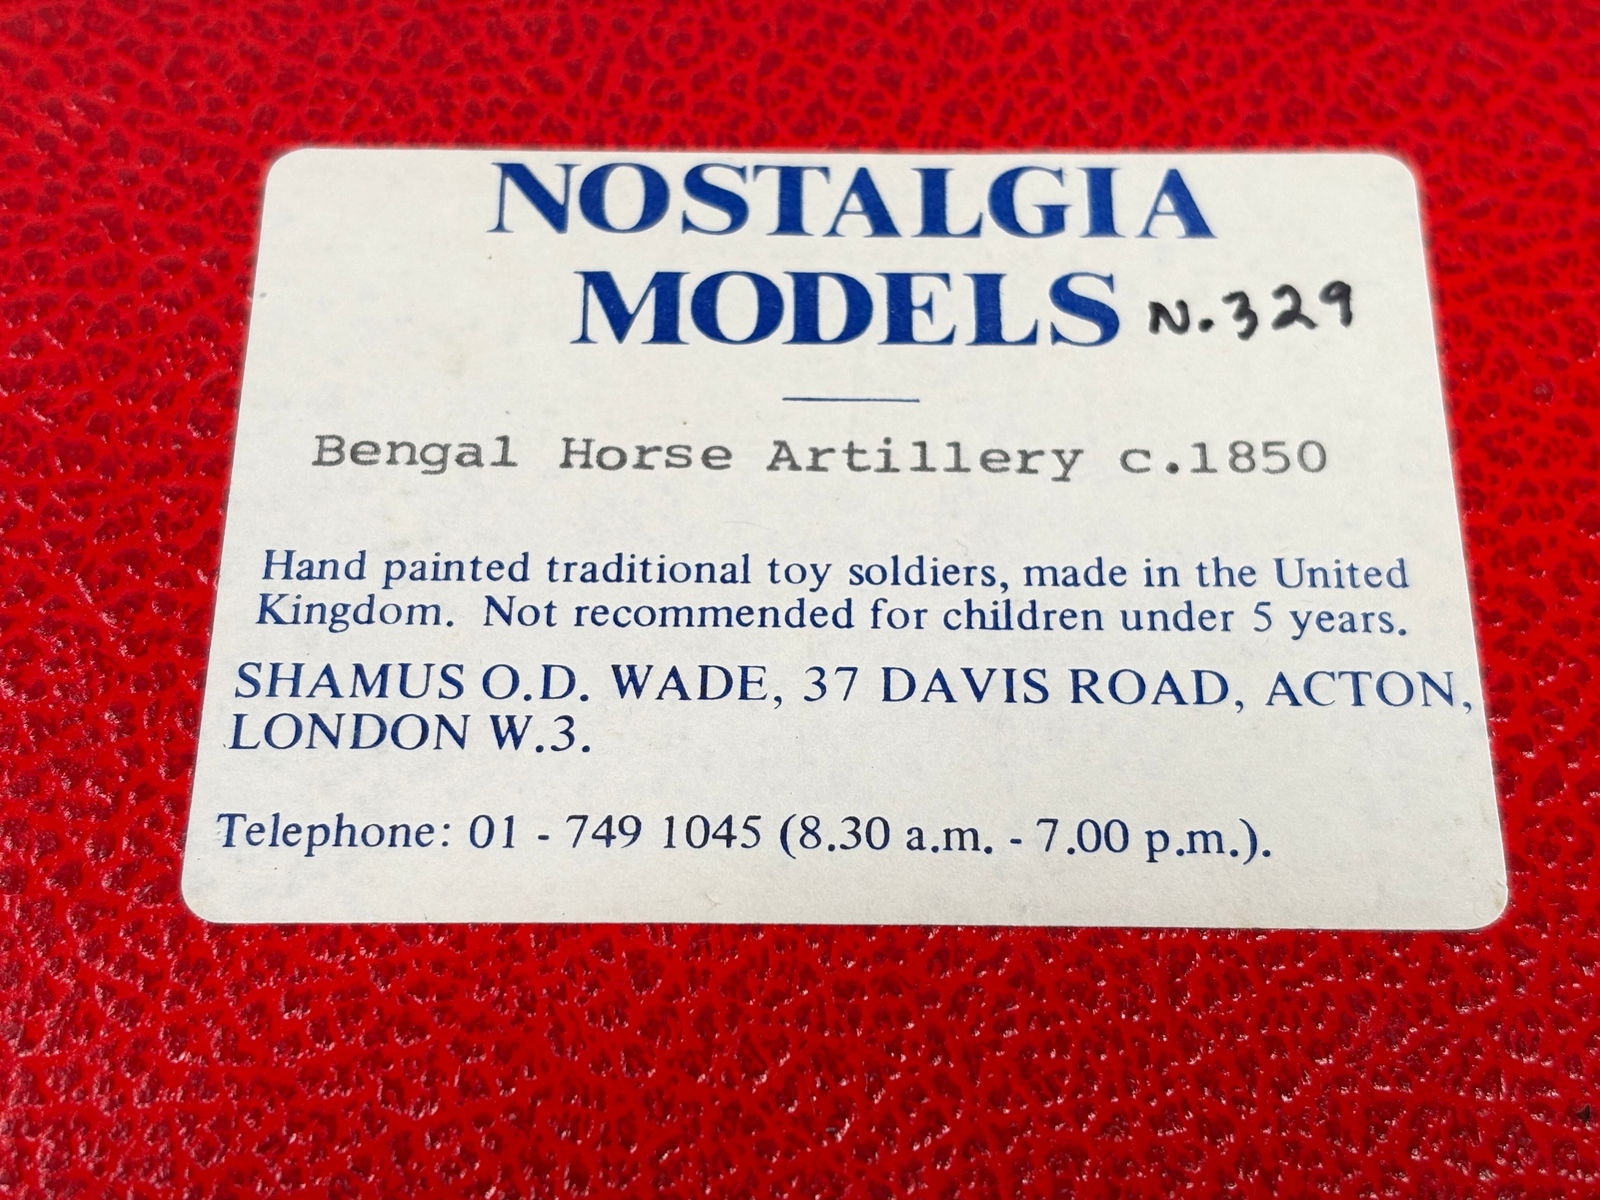 NOSTALGIA
MODELS N.329
Bengal Horse Artillery c.1850
Hand painted traditional toy soldiers, made in the United
Kingdom. Not recommended for children under 5 years.
SHAMUS O.D. WADE, 37 DAVIS ROAD, ACTON,
LONDON W.3.
Telephone: 01 - 749 1045 (8.30 a.m. - 7.00 p.m.).